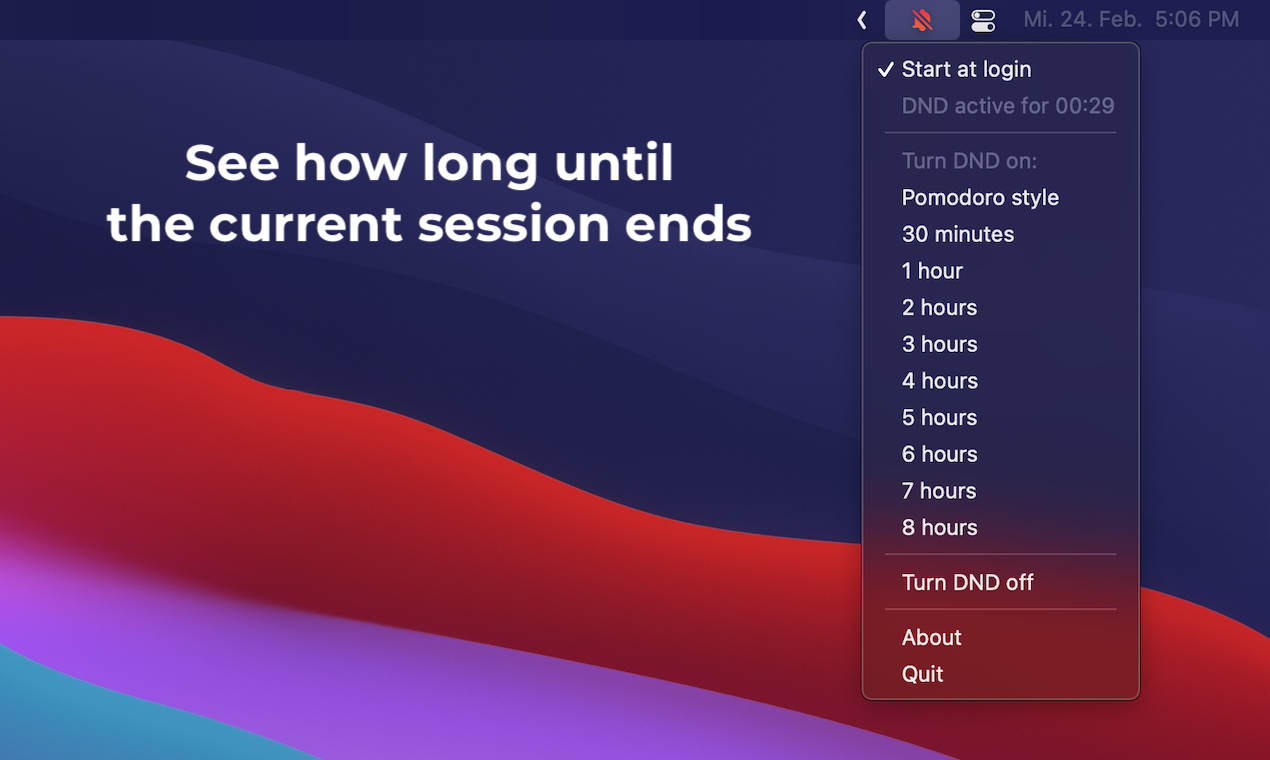 Mi. 24. Feb. 5:06 PM
See how long until
the current session ends
Start at login
DND active for 00:29
Turn DND on:
Pomodoro style
30 minutes
1 hour
2 hours
3 hours
4 hours
5 hours
6 hours
7 hours
8 hours
Turn DND off
About
Quit